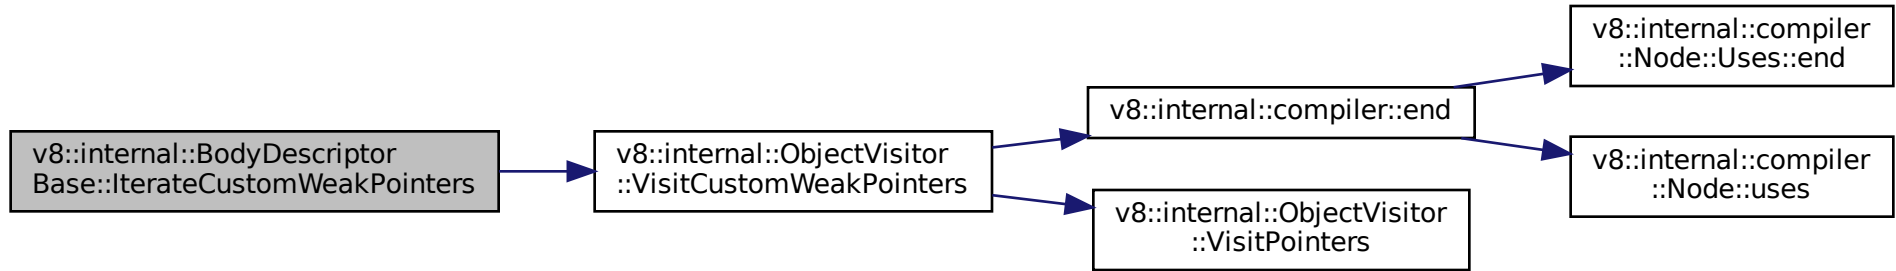 v8::internal::BodyDescriptor
Base::IterateCustomWeakPointers
v8::internal::ObjectVisitor
::VisitCustomWeakPointers
v8::internal::compiler::end
v8::internal::ObjectVisitor
::VisitPointers
v8::internal::compiler
::Node::Uses::end
v8::internal::compiler
::Node::uses